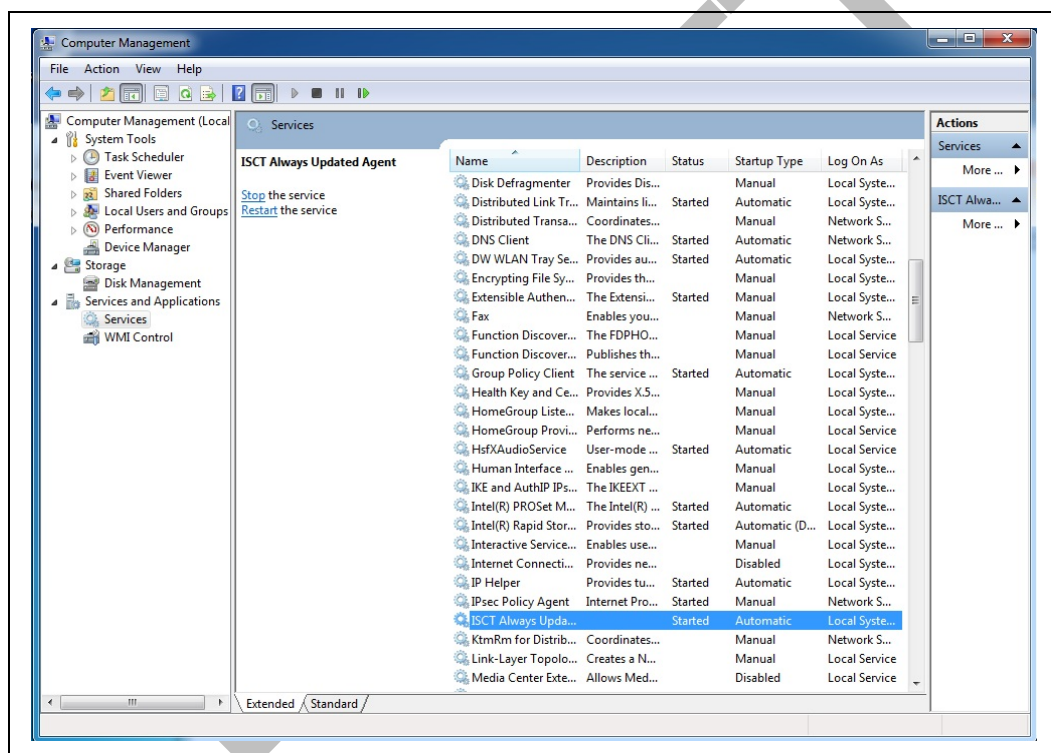 Computer Management
File Action View Help
Computer Management (Local
System Tools
Task Scheduler
Event Viewer
Shared Folders
Local Users and Groups
Performance
Device Manager
Storage
Disk Management
Services and Applications
Services
WMI Control
Services
ISCT Always Updated Agent
Stop the service
Restart the service
Name Description Status Startup Type Log On As
Disk Defragmenter Provides Dis... Manual Local Syste...
Distributed Link Tr... Maintains li... Started Automatic Local Syste...
Distributed Transa... Coordinates... Manual Network S...
DNS Client The DNS Cli... Started Automatic Network S...
DW WLAN Tray Se... Provides au... Started Automatic Local Syste...
Encrypting File Sy... Provides th... Manual Local Syste...
Extensible Authen... The Extensi... Started Manual Local Syste...
Fax Enables you... Manual Network S...
Function Discover... The FDPHO... Manual Local Service
Function Discover... Publishes th... Manual Local Service
Group Policy Client The service ... Started Automatic Local Syste...
Health Key and Ce... Provides X.5... Manual Local Syste...
HomeGroup Liste... Makes local... Manual Local Syste...
HomeGroup Provi... Performs ne... Manual Local Service
HsfXAudioService User-mode ... Started Automatic Local Service
Human Interface ... Enables gen... Manual Local Syste...
IKE and AuthIP IPs... The IKEEXT ... Manual Local Syste...
Intel(R) PROSet M... The Intel(R) ... Started Automatic Local Syste...
Intel(R) Rapid Stor... Provides sto... Started Automatic (D... Local Syste...
Interactive Service... Enables use... Manual Local Syste...
Internet Connecti... Provides ne... Disabled Local Syste...
IP Helper Provides tu... Started Automatic Local Syste...
IPsec Policy Agent Internet Pro... Started Manual Network S...
ISCT Always Upda... Started Automatic Local Syste...
KtmRm for Distrib... Coordinates... Manual Network S...
Link-Layer Topolo... Creates a N... Manual Local Service
Media Center Exte... Allows Med... Disabled Local Service
Extended Standard
Actions
Services
More ...
ISCT Alwa...
More ...